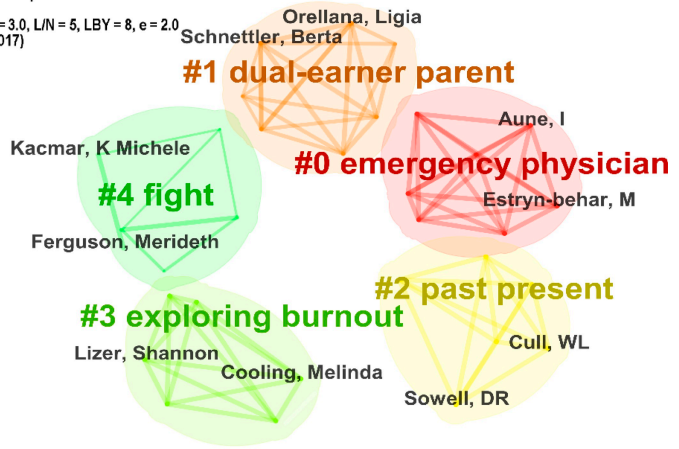 = 3.0, L/N = 5, LBY = 8, e = 2.0
017)
Orellana, Ligia
Schnettler, Berta
#1 dual-earner parent
Aune, I
Kacmar, K Michele
#0 emergency physician
#4 fight
Estryn-behar, M
Ferguson, Merideth
#2 past present
#3 exploring burnout
Cull, WL
Lizer, Shannon
Cooling, Melinda
Sowell, DR